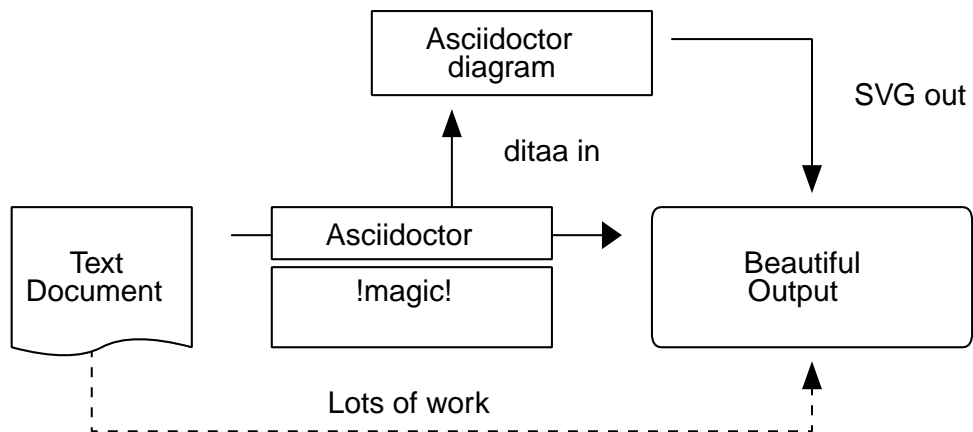 Asciidoctor
diagram
SVG out
ditaa in
Text
Document
Asciidoctor
!magic!
Beautiful
Output
Lots of work